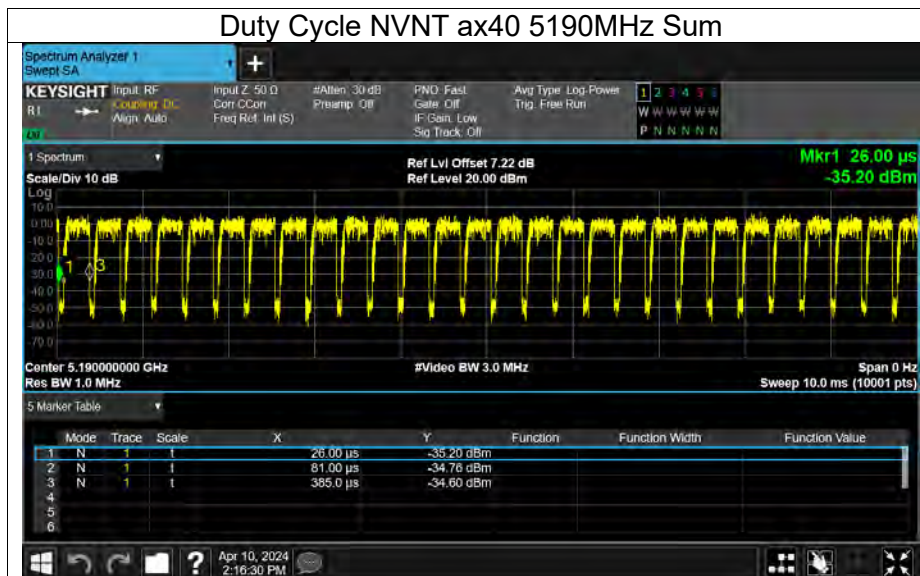 Duty Cycle NVNT ax40 5190MHz Sum
Spectrum Analyzer 1
Swept SA
+
KEYSIGHT Input: RF Input Z: 50 Ω #Atten: 30 dB PNO: Fast Avg Type: Log-Power 1 2 3 4 5 6
Coupling: DC Corr CCorr Preamp: Off Gate: Off Trig: Free Run W W W W W W
Align: Auto Freq Ref: Int (S) IF Gain: Low
Sig Track: Off P N N N N N
1 Spectrum Ref Lvl Offset 7.22 dB Mkr1 26.00 µs
Scale/Div 10 dB Ref Level 20.00 dBm -35.20 dBm
Log
10.0
0.00
-10.0
-20.0
-30.0
-40.0
-50.0
-60.0
-70.0
1 3
Center 5.190000000 GHz #Video BW 3.0 MHz Span 0 Hz
Res BW 1.0 MHz Sweep 10.0 ms (10001 pts)
5 Marker Table
Mode Trace Scale X Y Function Function Width Function Value
1 N 1 t 26.00 µs -35.20 dBm
2 N 1 t 81.00 µs -34.76 dBm
3 N 1 t 385.0 µs -34.60 dBm
4
5
6
? Apr 10, 2024
2:16:30 PM